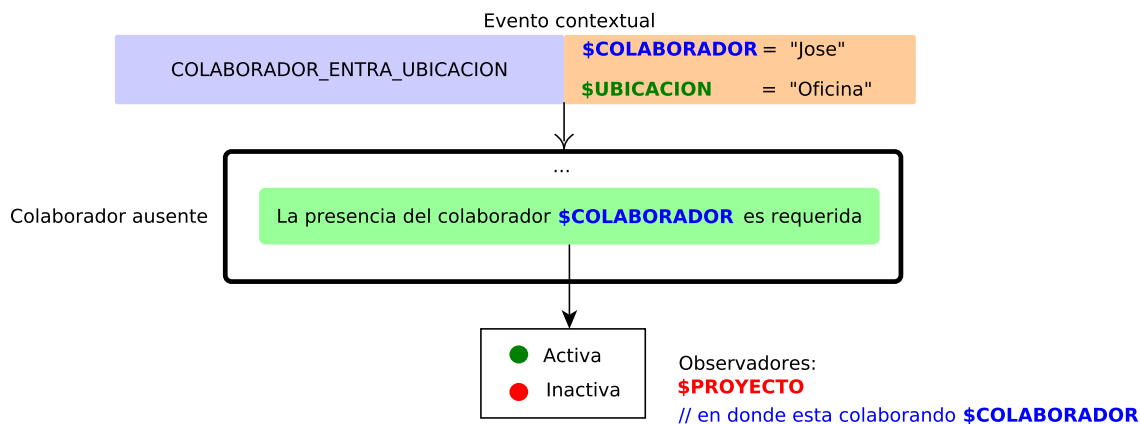 Evento contextual
COLABORADOR_ENTRA_UBICACION
$COLABORADOR = "Jose"
$UBICACION = "Oficina"
...
Colaborador ausente
La presencia del colaborador $COLABORADOR es requerida
Activa
Inactiva
Observadores:
$PROYECTO
// en donde esta colaborando $COLABORADOR